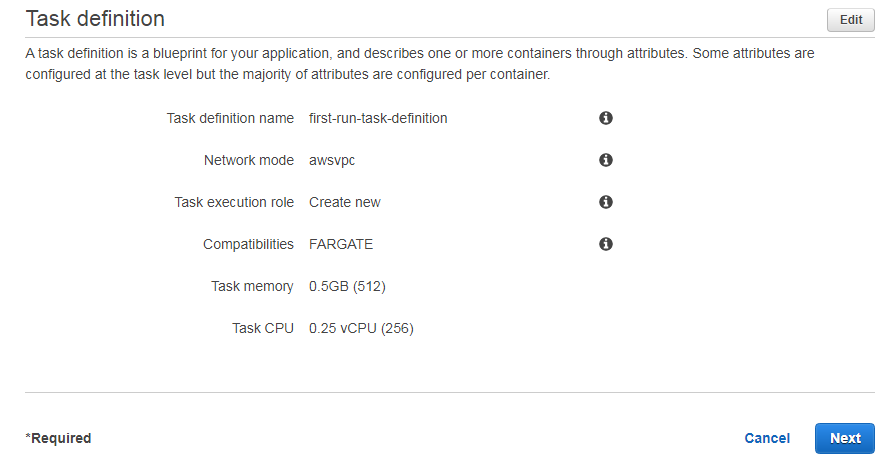 Task definition
Edit
A task definition is a blueprint for your application, and describes one or more containers through attributes. Some attributes are
configured at the task level but the majority of attributes are configured per container.
Task definition name first-run-task-definition
Network mode awsvpc
Task execution role Create new
Compatibilities FARGATE
Task memory 0.5GB (512)
Task CPU 0.25 vCPU (256)
*Required
Cancel
Next